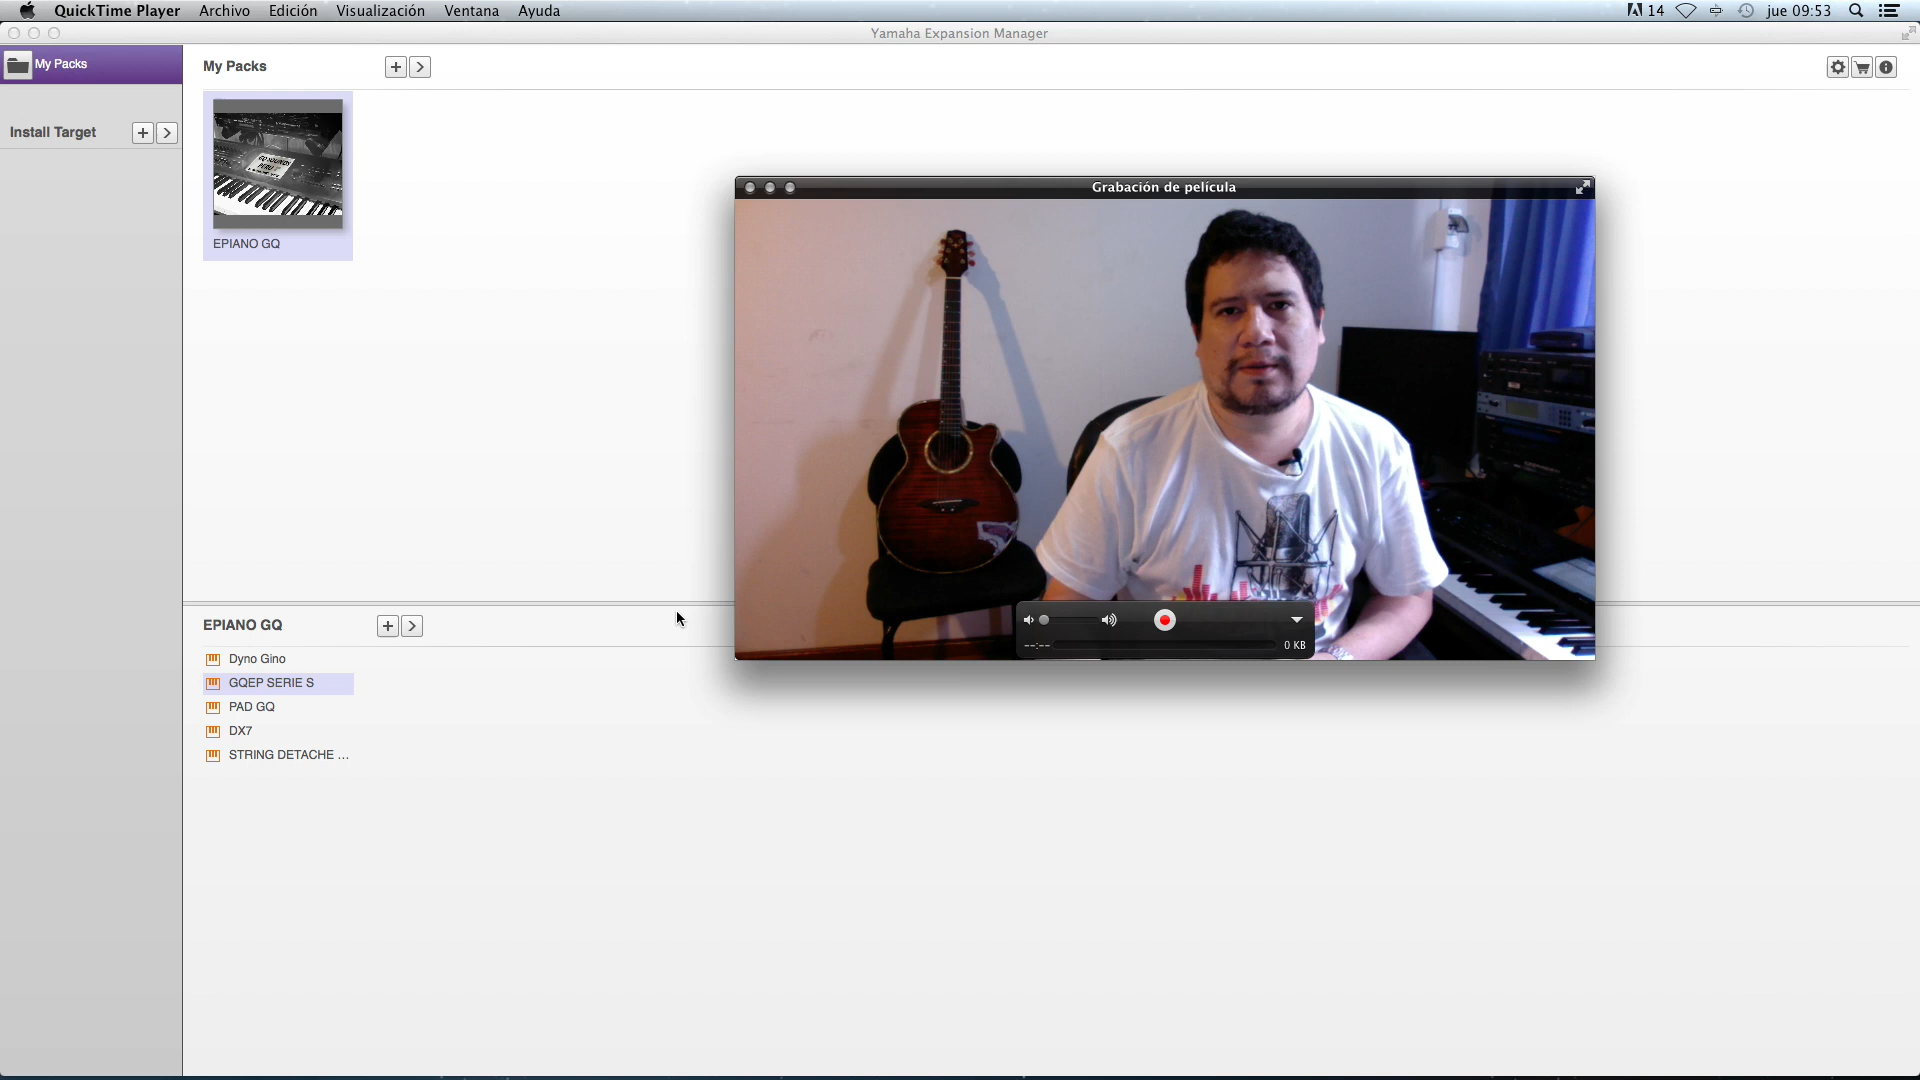 QuickTime Player Archivo Edición Visualización Ventana Ayuda 14 jue 09:53
Yamaha Expansion Manager
My Packs
My Packs
Install Target
EPIANO GQ
Grabación de película
--:-- 0 KB
EPIANO GQ
Dyno Gino
GQEP SERIE S
PAD GQ
DX7
STRING DETACHE ...